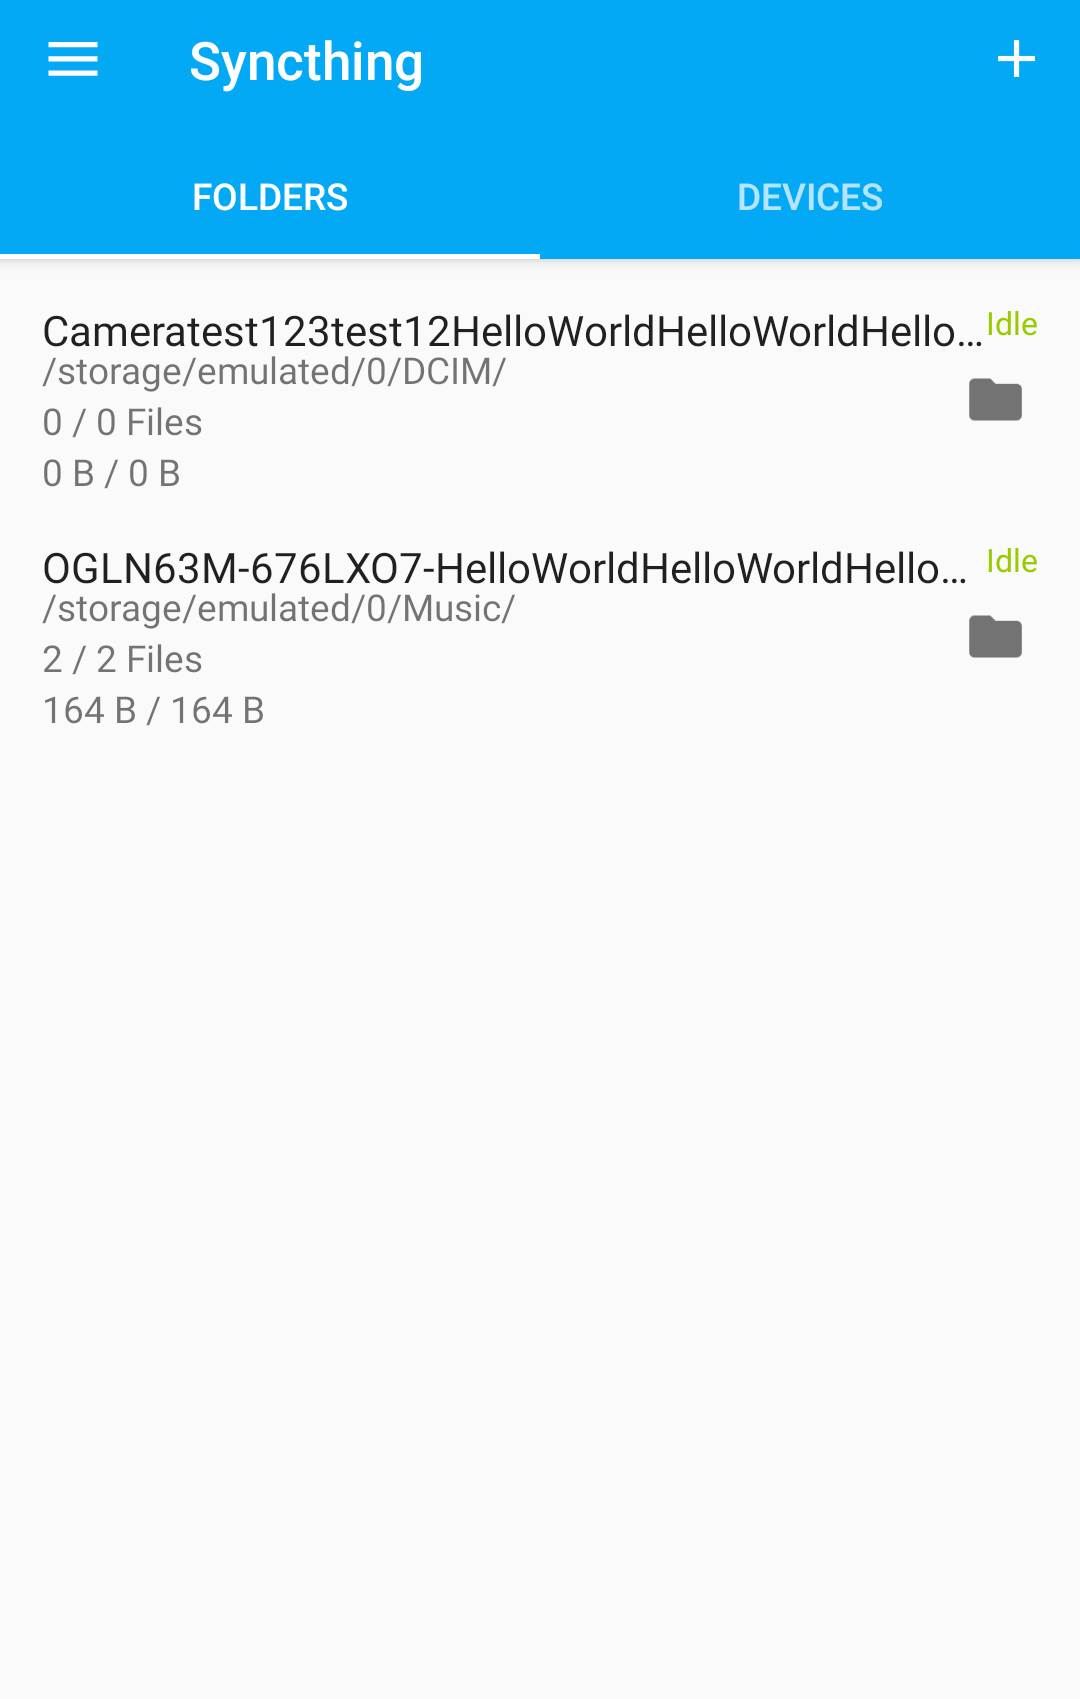 Syncthing
FOLDERS
DEVICES
Cameratest123test12HelloWorldHelloWorldHello…
Idle
/storage/emulated/0/DCIM/
0 / 0 Files
0 B / 0 B
OGLN63M-676LXO7-HelloWorldHelloWorldHello…
Idle
/storage/emulated/0/Music/
2 / 2 Files
164 B / 164 B